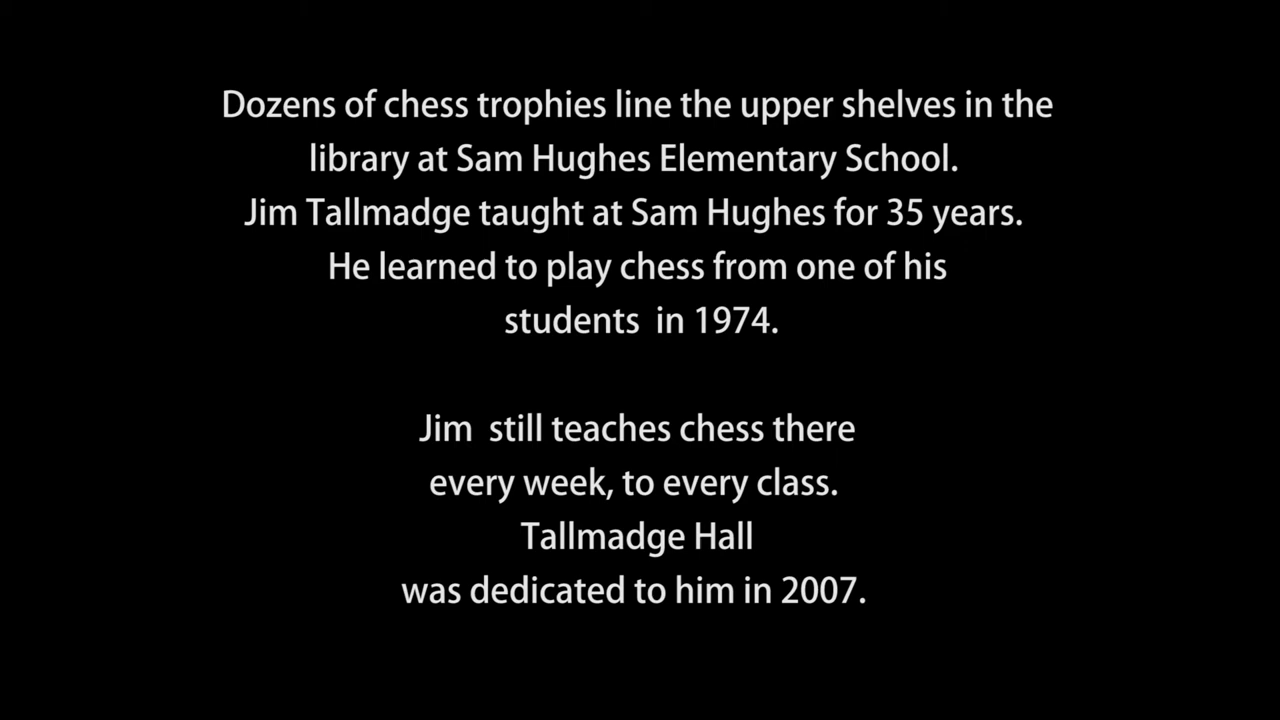 Dozens of chess trophies line the upper shelves in the
library at Sam Hughes Elementary School.
Jim Tallmadge taught at Sam Hughes for 35 years.
He learned to play chess from one of his
students  in 1974.
Jim  still teaches chess there
every week, to every class.
Tallmadge Hall
was dedicated to him in 2007.